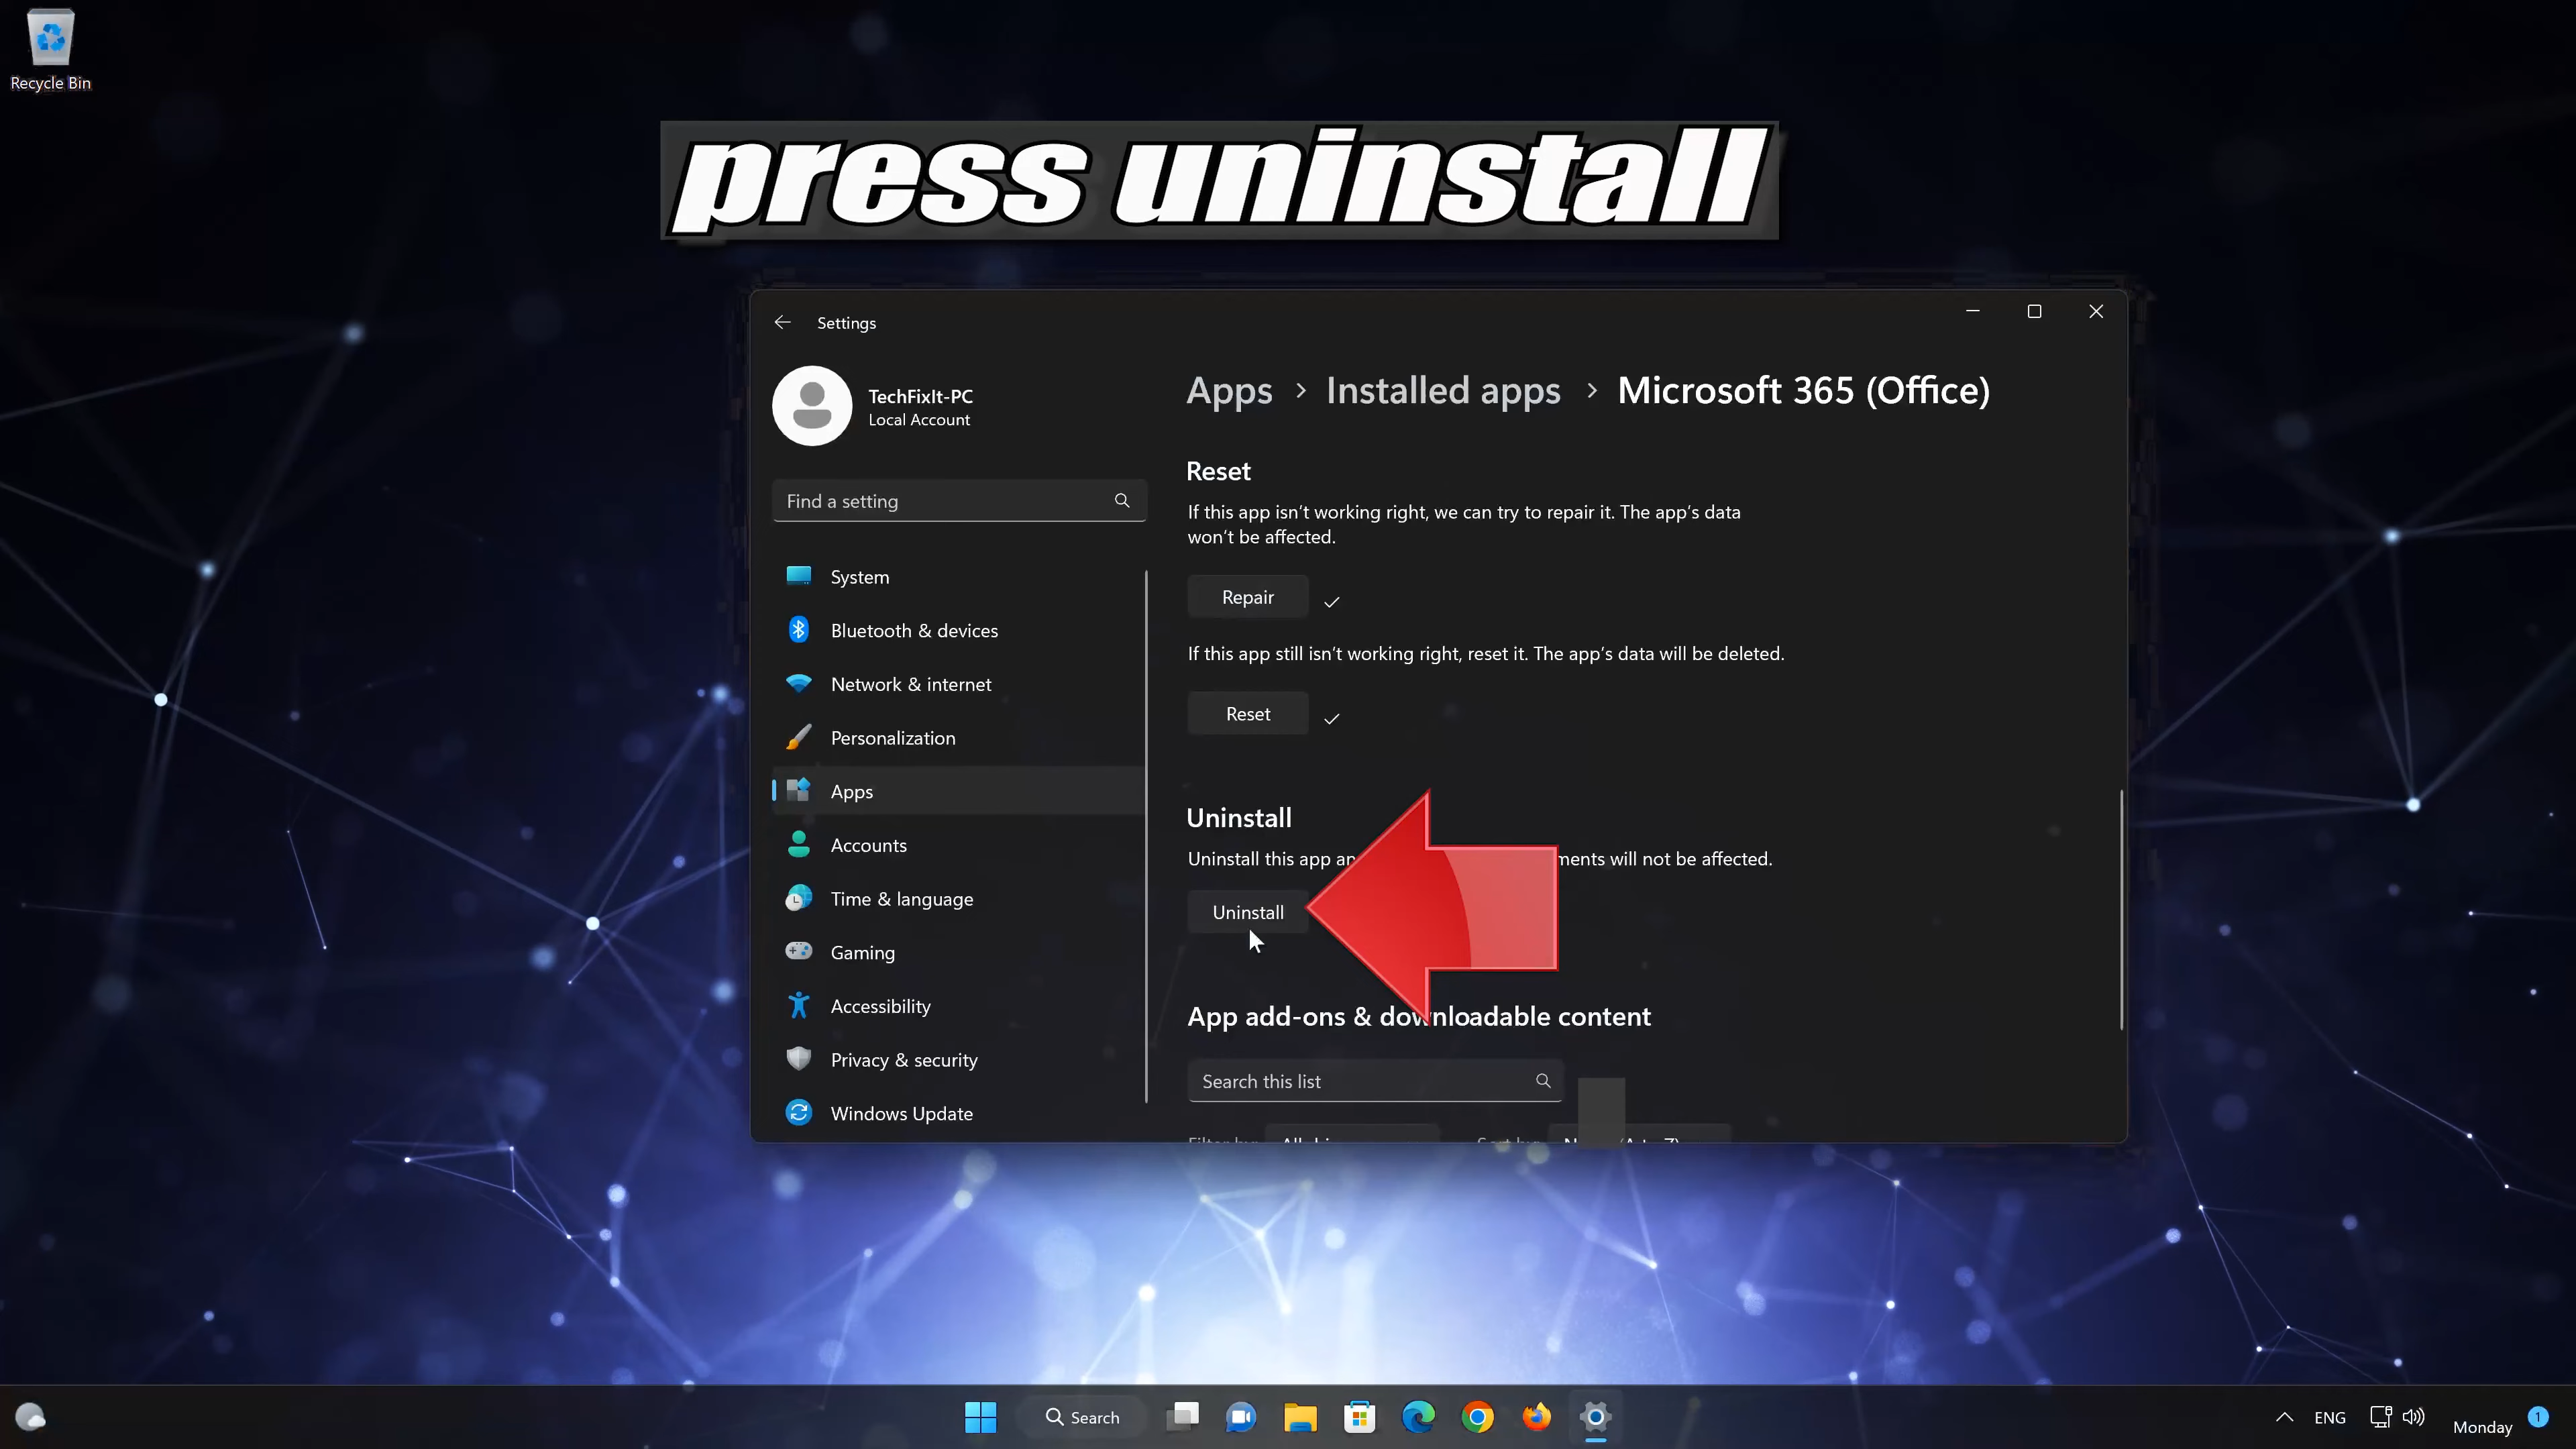 Recycle Bin
press uninstall
Settings
TechFixIt-PC
Local Account
Find a setting
System
Bluetooth & devices
Network & internet
Personalization
Apps
Accounts
Time & language
Gaming
Accessibility
Privacy & security
Windows Update
Apps > Installed apps > Microsoft 365 (Office)
Reset
If this app isn't working right, we can try to repair it. The app's data
won't be affected.
Repair
If this app still isn't working right, reset it. The app's data will be deleted.
Reset
Uninstall
Uninstall this app will not be affected.
Uninstall
App add-ons & downloadable content
Search this list
Search
ENG
Monday
1